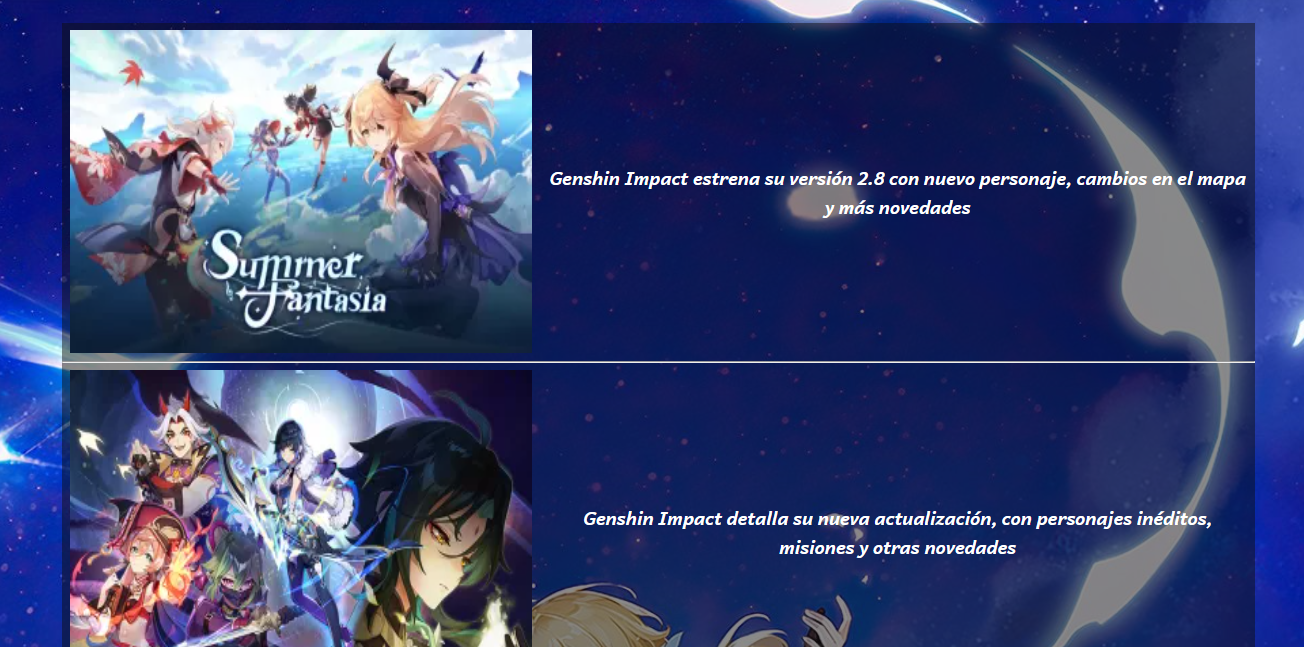 Summer
Fantasia
Genshin Impact estrena su versión 2.8 con nuevo personaje, cambios en el mapa
y más novedades
Genshin Impact detalla su nueva actualización, con personajes inéditos,
misiones y otras novedades